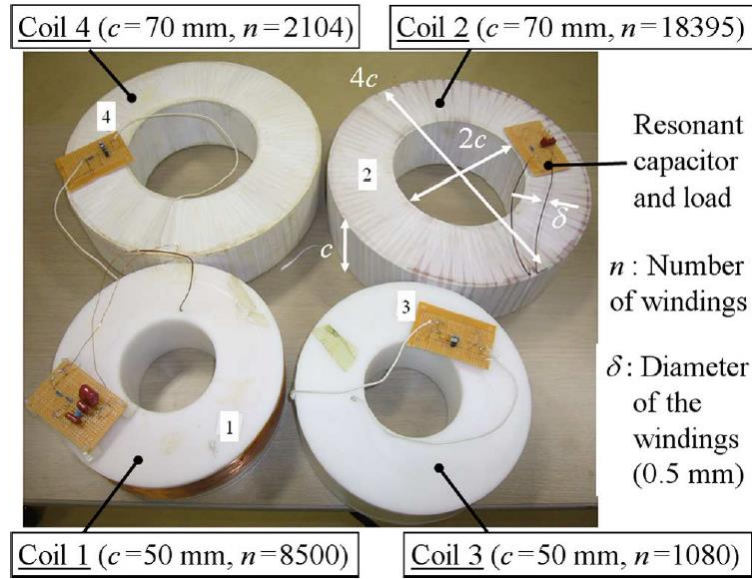 Coil 4 (c=70 mm, n=2104)
Coil 2 (c=70 mm, n=18395)
4
4c
2c
2
δ
c
Resonant
capacitor
and load
n : Number
of windings
δ : Diameter
of the
windings
(0.5 mm)
3
1
Coil 1 (c=50 mm, n=8500)
Coil 3 (c=50 mm, n=1080)